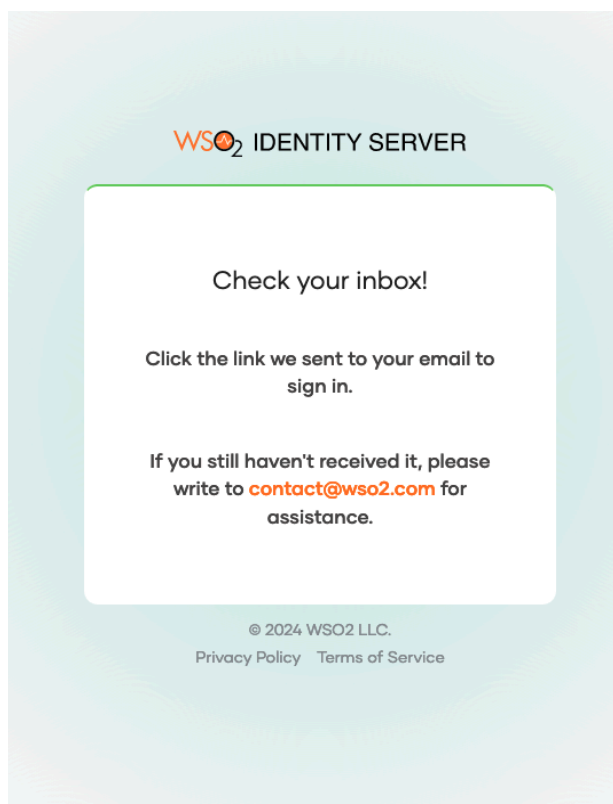 WSO2 IDENTITY SERVER
Check your inbox!
Click the link we sent to your email to
sign in.
If you still haven't received it, please
write to contact@wso2.com for
assistance.
© 2024 WSO2 LLC.
Privacy Policy Terms of Service